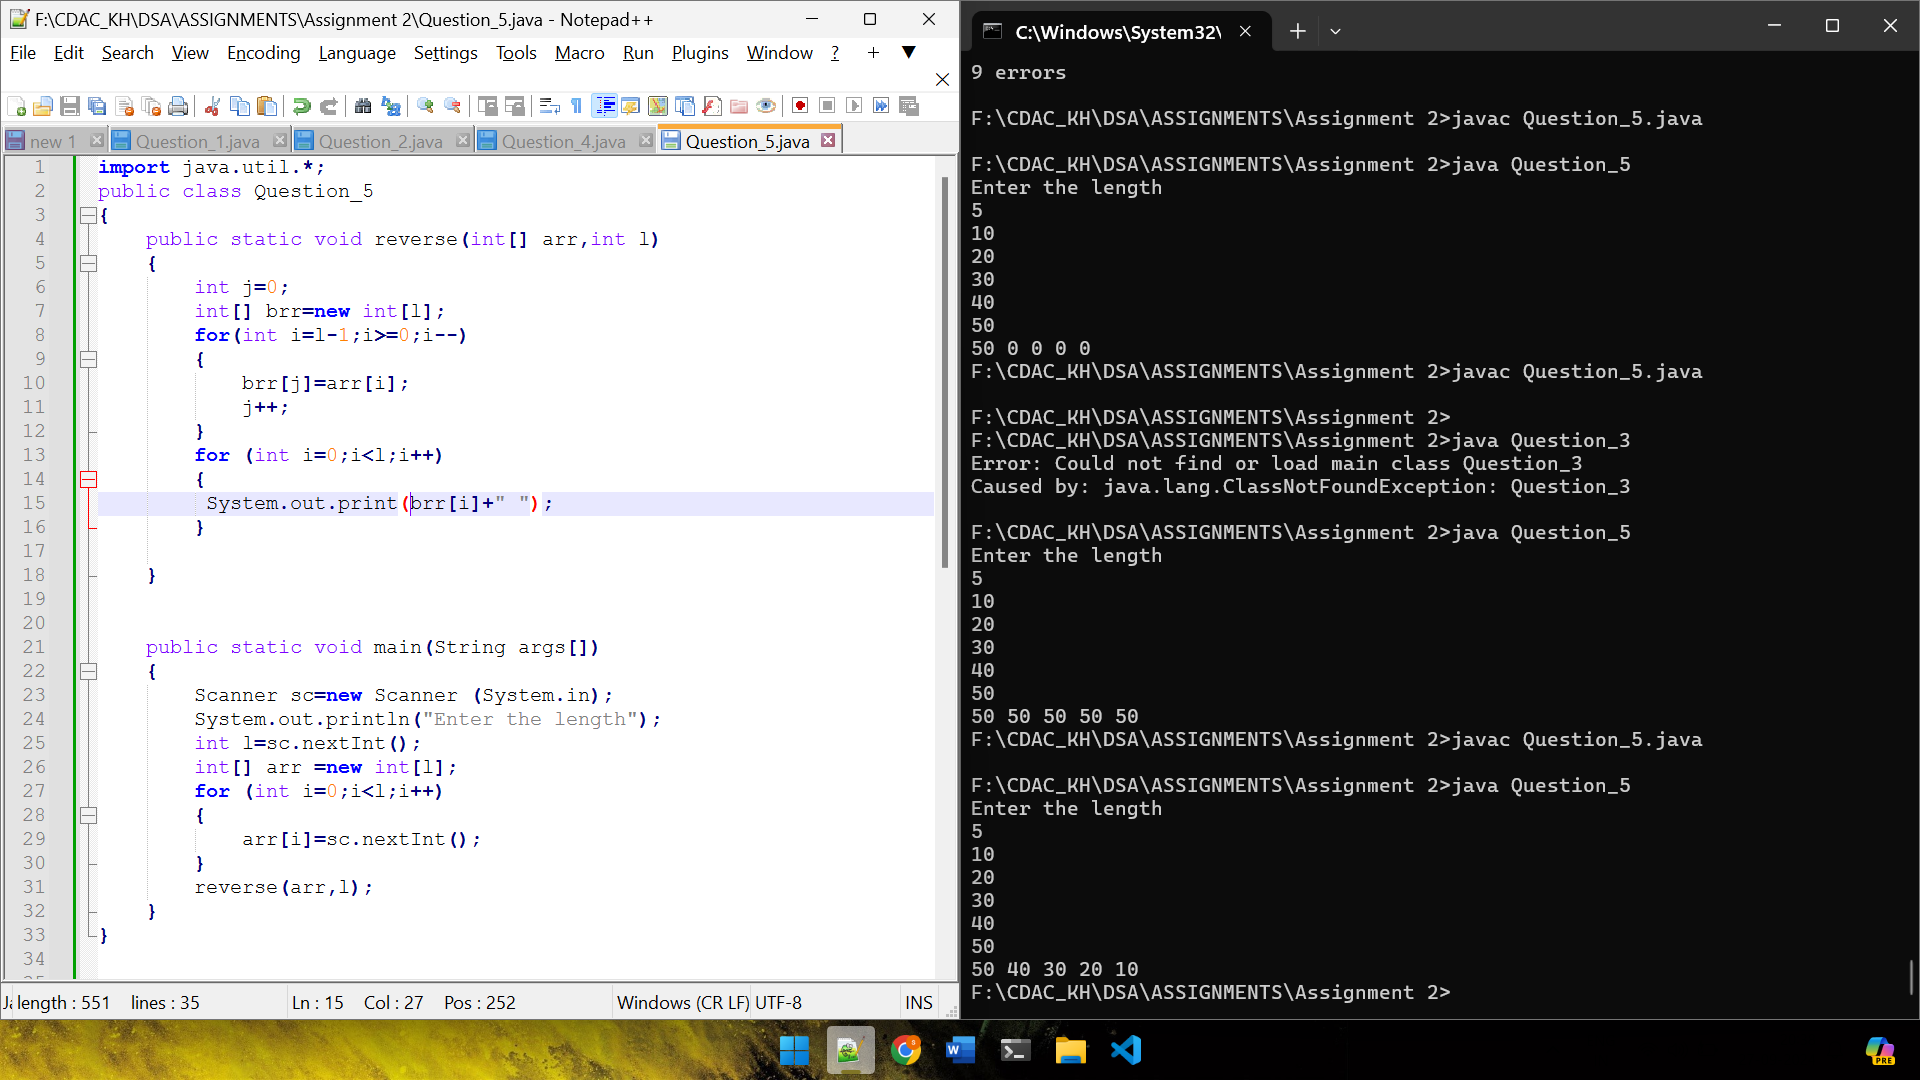 F:\CDAC_KH\DSA\ASSIGNMENTS\Assignment 2\Question_5.java - Notepad++
File Edit Search View Encoding Language Settings Tools Macro Run Plugins Window ? + ▼
new 1 Question_1.java Question_2.java Question_4.java Question_5.java
1 import java.util.*;
2 public class Question_5
3 {
4 public static void reverse(int[] arr,int l)
5 {
6 int j=0;
7 int[] brr=new int[l];
8 for(int i=l-1;i>=0;i--)
9 {
10 brr[j]=arr[i];
11 j++;
12 }
13 for (int i=0;i<l;i++)
14 {
15 System.out.print(brr[i]+" ");
16 }
17
18 }
19
20
21 public static void main(String args[])
22 {
23 Scanner sc=new Scanner (System.in);
24 System.out.println("Enter the length");
25 int l=sc.nextInt();
26 int[] arr =new int[l];
27 for (int i=0;i<l;i++)
28 {
29 arr[i]=sc.nextInt();
30 }
31 reverse(arr,l);
32 }
33 }
34
length : 551 lines : 35 Ln : 15 Col : 27 Pos : 252 Windows (CR LF) UTF-8 INS
C:\Windows\System32\
9 errors
F:\CDAC_KH\DSA\ASSIGNMENTS\Assignment 2>javac Question_5.java
F:\CDAC_KH\DSA\ASSIGNMENTS\Assignment 2>java Question_5
Enter the length
5
10
20
30
40
50
50 0 0 0 0
F:\CDAC_KH\DSA\ASSIGNMENTS\Assignment 2>javac Question_5.java
F:\CDAC_KH\DSA\ASSIGNMENTS\Assignment 2>
F:\CDAC_KH\DSA\ASSIGNMENTS\Assignment 2>java Question_3
Error: Could not find or load main class Question_3
Caused by: java.lang.ClassNotFoundException: Question_3
F:\CDAC_KH\DSA\ASSIGNMENTS\Assignment 2>java Question_5
Enter the length
5
10
20
30
40
50
50 50 50 50 50
F:\CDAC_KH\DSA\ASSIGNMENTS\Assignment 2>javac Question_5.java
F:\CDAC_KH\DSA\ASSIGNMENTS\Assignment 2>java Question_5
Enter the length
5
10
20
30
40
50
50 40 30 20 10
F:\CDAC_KH\DSA\ASSIGNMENTS\Assignment 2>
PRE